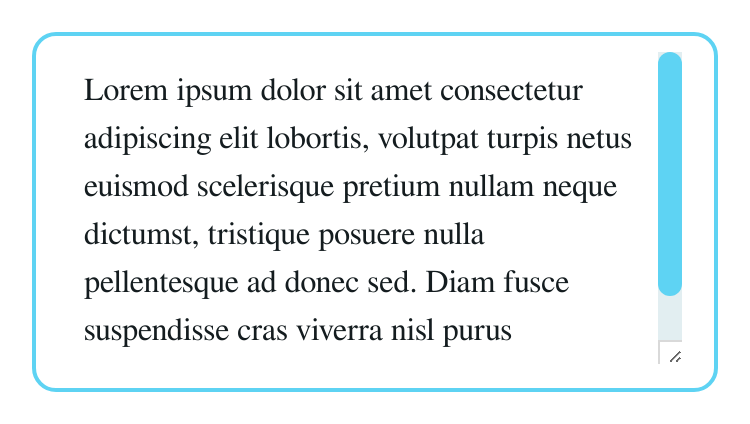 Lorem ipsum dolor sit amet consectetur
adipiscing elit lobortis, volutpat turpis netus
euismod scelerisque pretium nullam neque
dictumst, tristique posuere nulla
pellentesque ad donec sed. Diam fusce
suspendisse cras viverra nisl purus